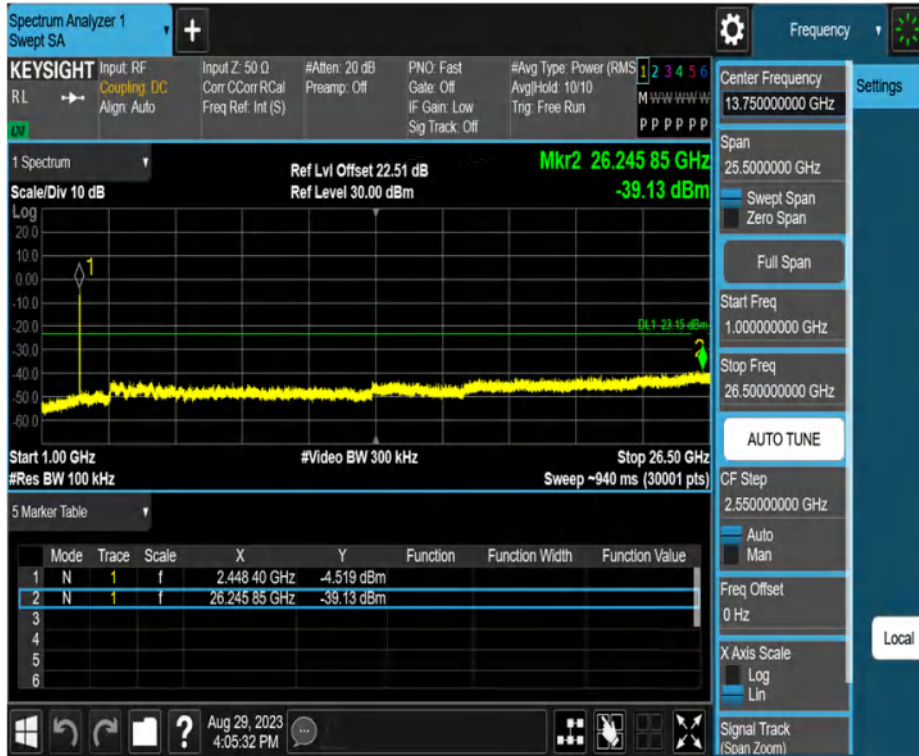 Spectrum Analyzer 1
Swept SA
Frequency
KEYSIGHT
RL
LXI
Input: RF
Coupling: DC
Align: Auto
Input Z: 50 Ω
Corr CCorr RCal
Freq Ref: Int (S)
#Atten: 20 dB
Preamp: Off
PNO: Fast
Gate: Off
IF Gain: Low
Sig Track: Off
#Avg Type: Power (RMS
Avg|Hold: 10/10
Trig: Free Run
1 2 3 4 5 6
M W W W W W
P P P P P P
1 Spectrum
Scale/Div 10 dB
Ref Lvl Offset 22.51 dB
Ref Level 30.00 dBm
Mkr2 26.245 85 GHz
-39.13 dBm
Log
20.0
10.0
0.00
-10.0
-20.0
-30.0
-40.0
-50.0
-60.0
1
DL1 -23.15 dBm
2
Start 1.00 GHz
#Res BW 100 kHz
#Video BW 300 kHz
Stop 26.50 GHz
Sweep ~940 ms (30001 pts)
5 Marker Table
Mode Trace Scale X Y Function Function Width Function Value
1 N 1 f 2.448 40 GHz -4.519 dBm
2 N 1 f 26.245 85 GHz -39.13 dBm
3
4
5
6
Aug 29, 2023
4:05:32 PM
Center Frequency
13.750000000 GHz
Span
25.5000000 GHz
Swept Span
Zero Span
Full Span
Start Freq
1.000000000 GHz
Stop Freq
26.500000000 GHz
AUTO TUNE
CF Step
2.550000000 GHz
Auto
Man
Freq Offset
0 Hz
X Axis Scale
Log
Lin
Signal Track
(Span Zoom)
Settings
Local